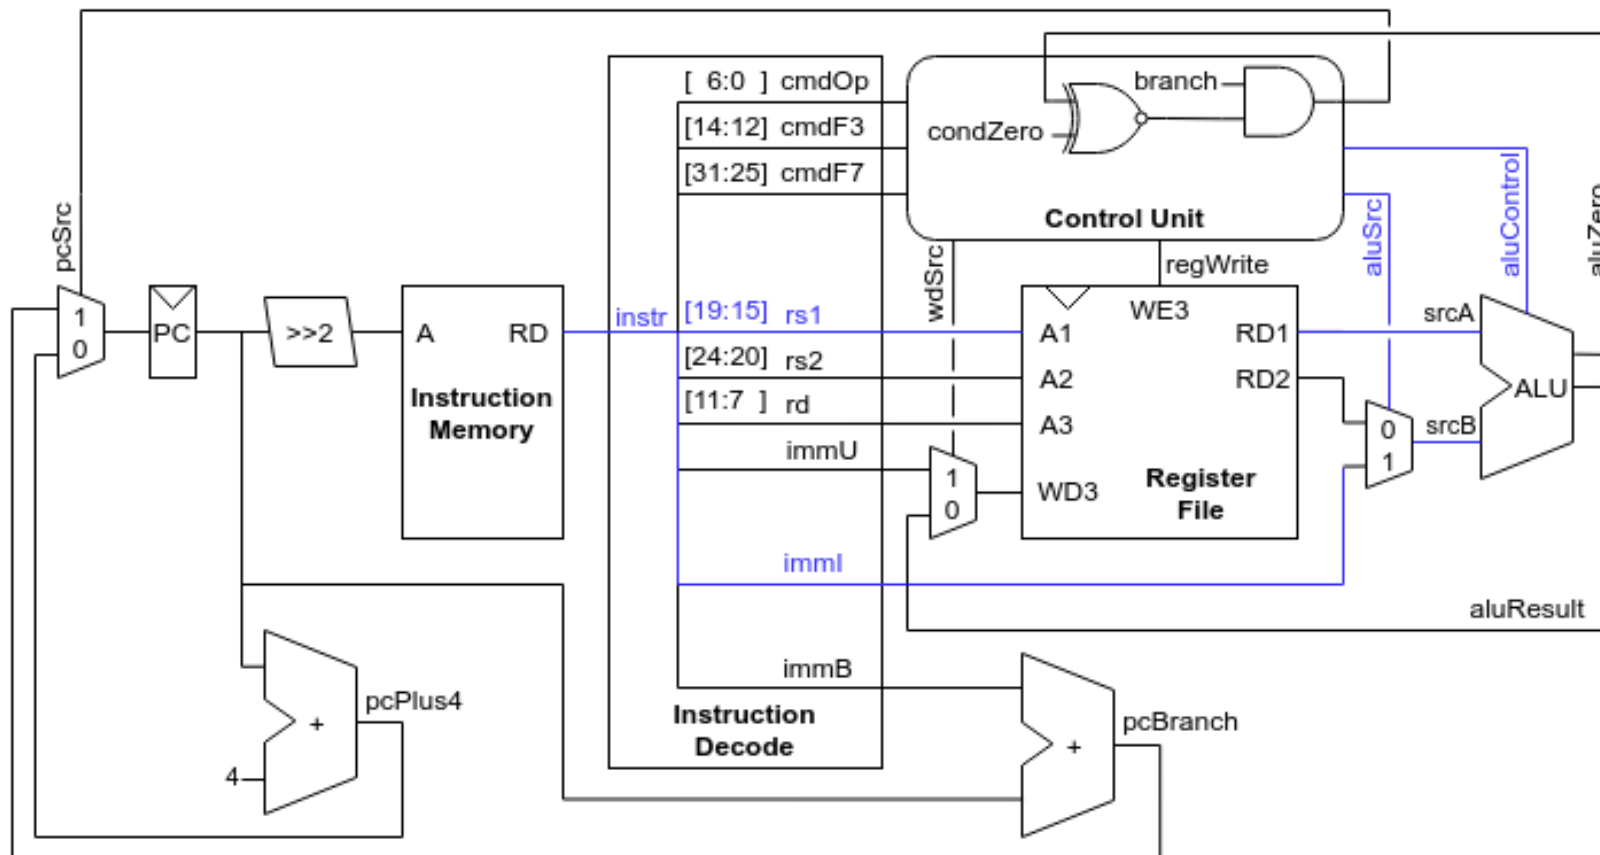 [ 6:0 ] cmdOp
[14:12] cmdF3
[31:25] cmdF7
branch
condZero
Control Unit
pcSrc
aluSrc
aluControl
aluZero
wdSrc
regWrite
1
0
PC
>>2
A
RD
Instruction
Memory
instr
[19:15] rs1
[24:20] rs2
[11:7 ] rd
immU
immI
immB
Instruction
Decode
1
0
A1
A2
A3
WD3
WE3
RD1
RD2
Register
File
srcA
srcB
0
1
ALU
aluResult
pcPlus4
+
4
pcBranch
+